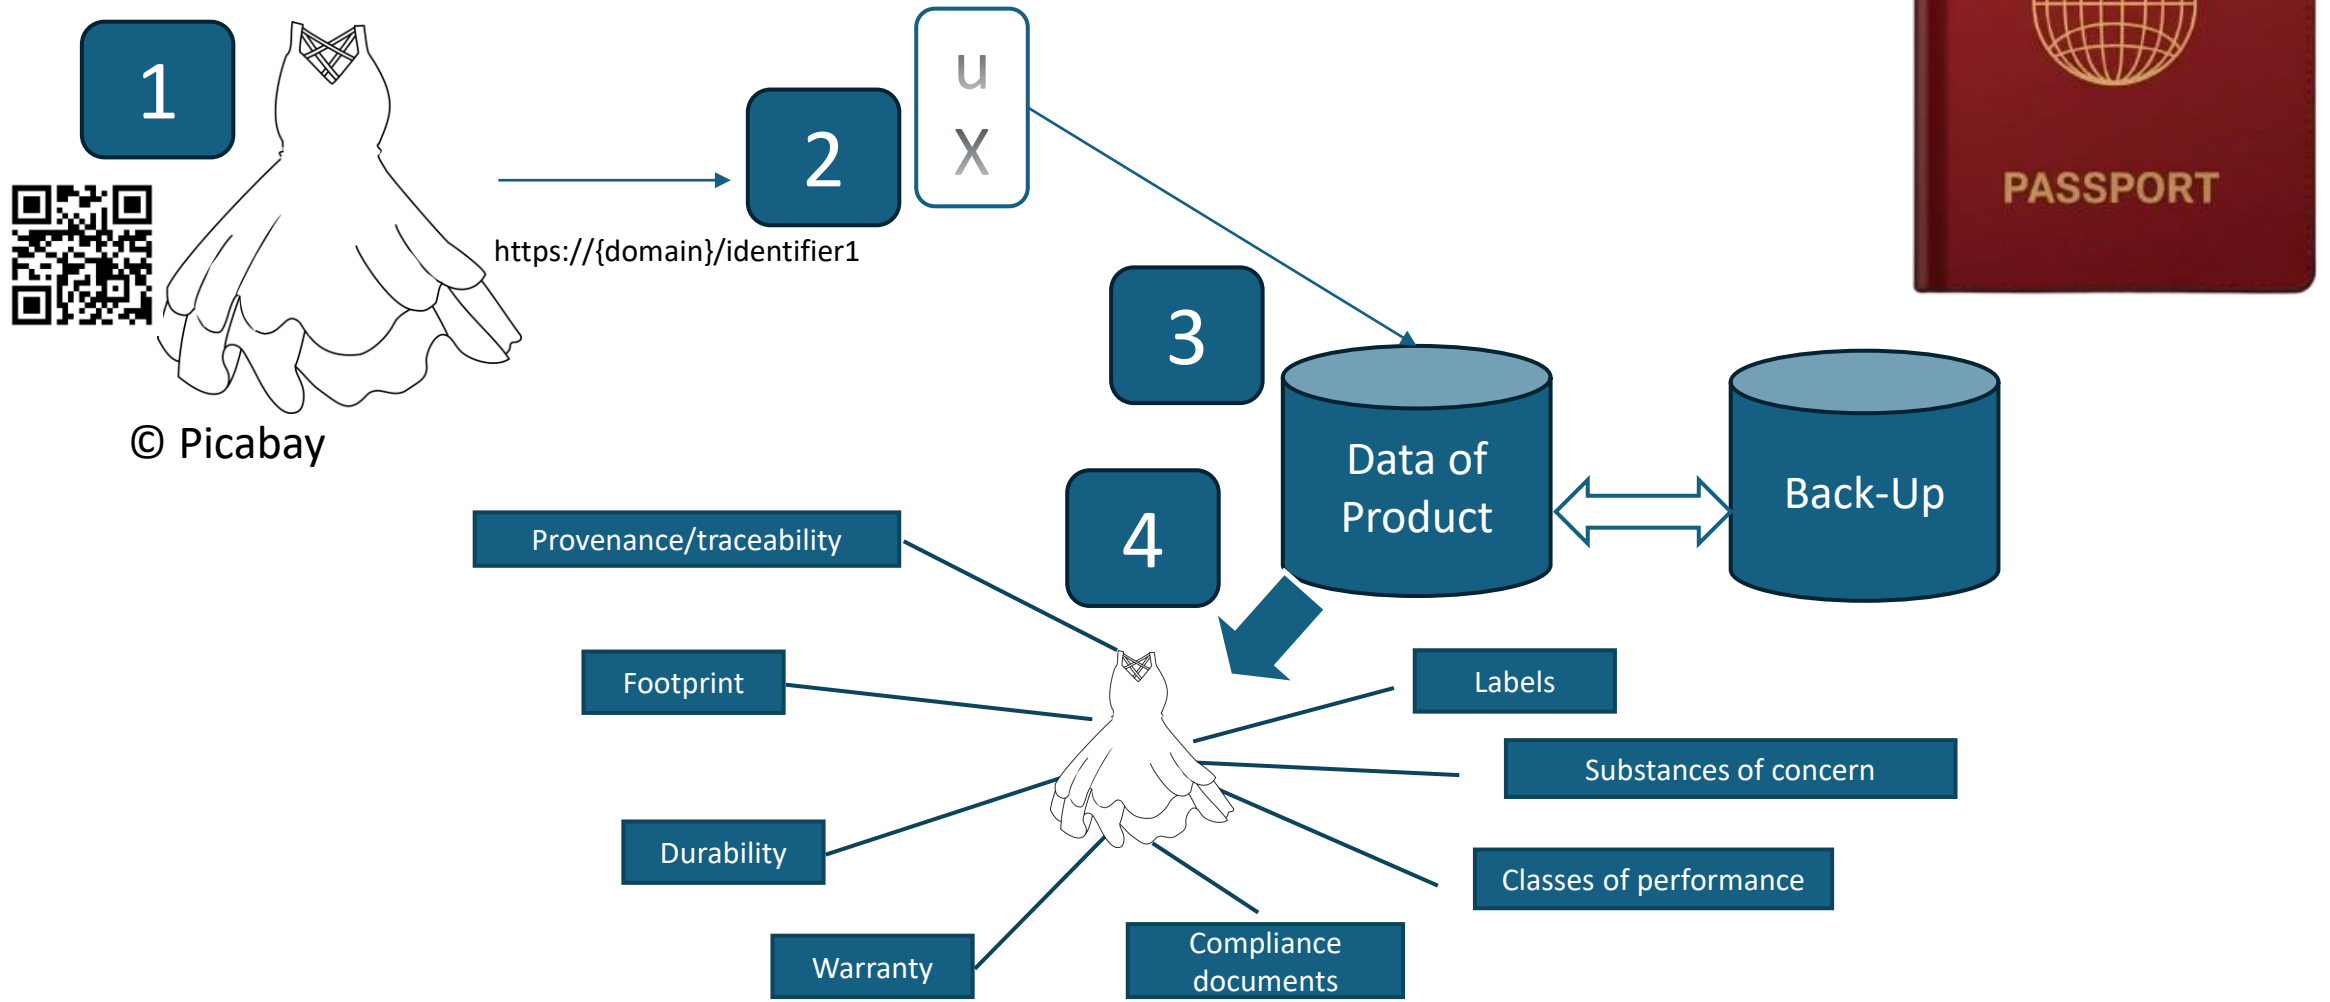 1
2
u
X
PASSPORT
https://{domain}/identifier1
3
© Picabay
Data of
Product
Back-Up
4
Provenance/traceability
Footprint
Labels
Substances of concern
Durability
Classes of performance
Warranty
Compliance
documents